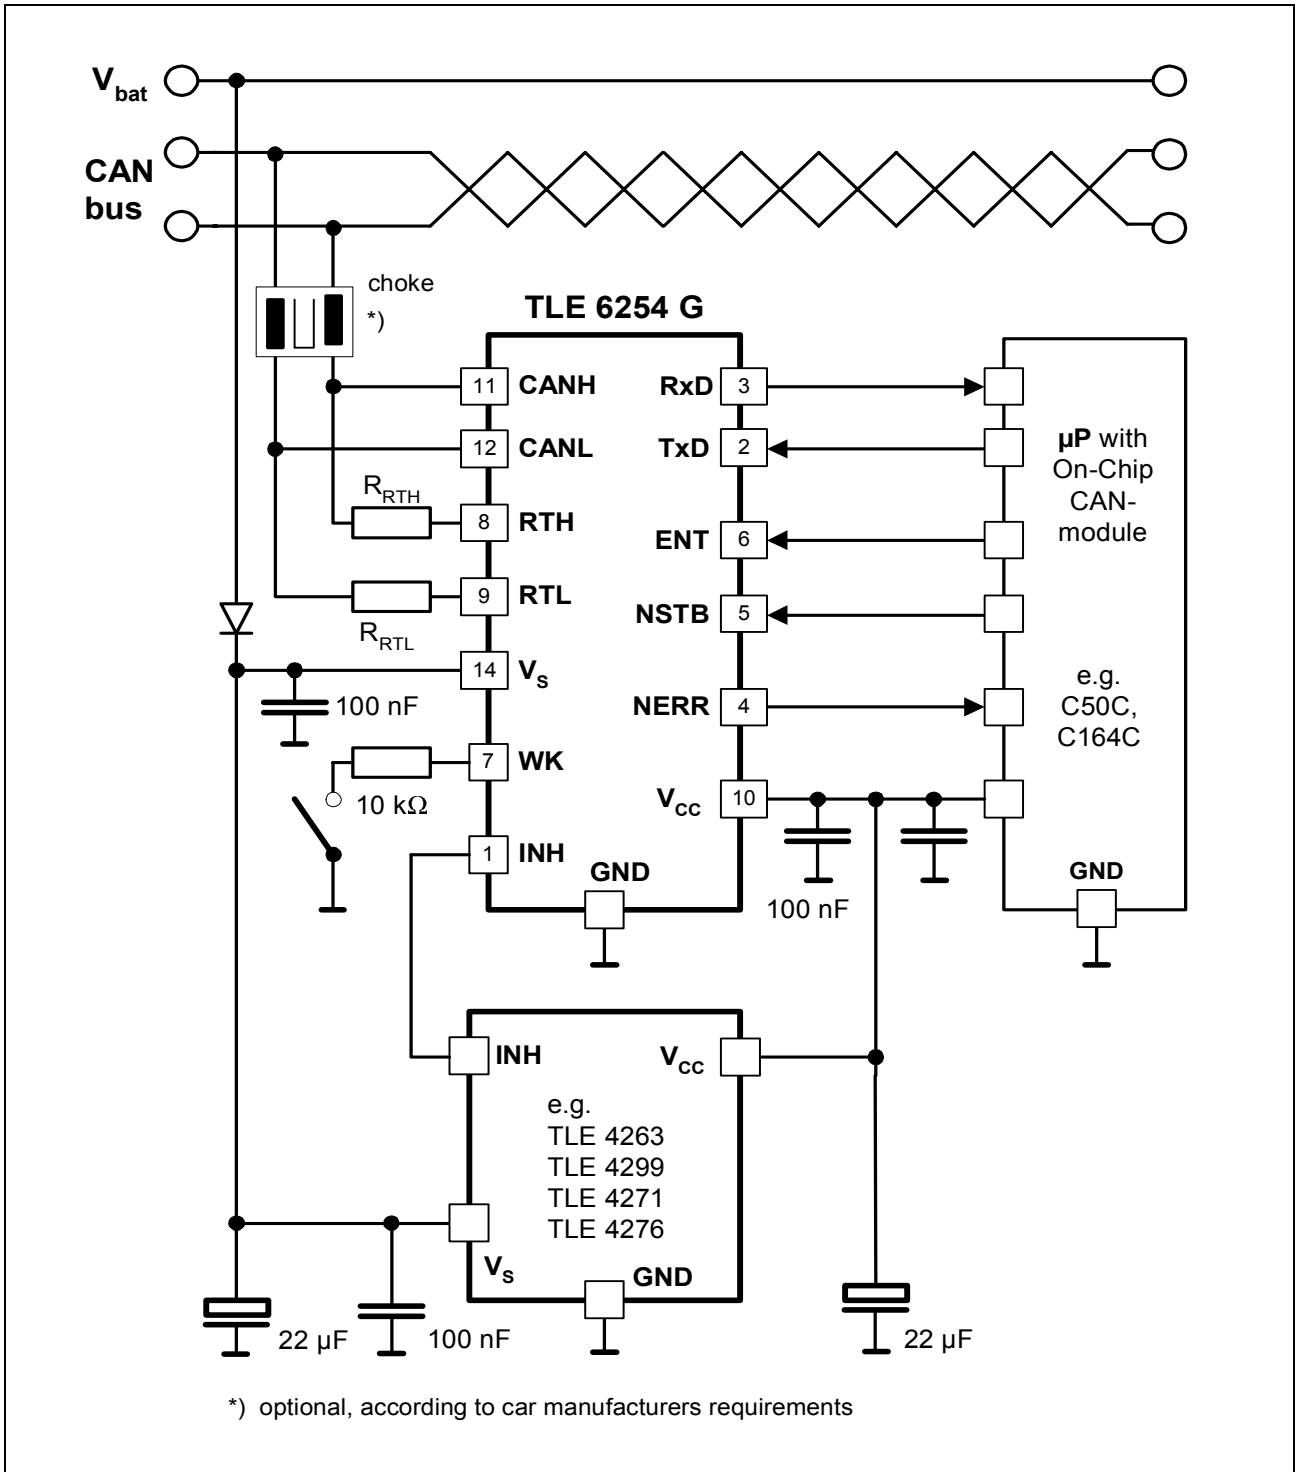 Vbat
CAN
bus
choke
*)
TLE 6254 G
11 CANH
RxD 3
12 CANL
TxD 2
µP with
On-Chip
CAN-
module
RRTH
8 RTH
ENT 6
9 RTL
NSTB 5
RRTL
14 VS
100 nF
NERR 4
e.g.
C50C,
C164C
7 WK
10 kΩ
VCC 10
1 INH
GND
100 nF
GND
INH
VCC
e.g.
TLE 4263
TLE 4299
TLE 4271
TLE 4276
VS
GND
22 µF
100 nF
22 µF
*) optional, according to car manufacturers requirements